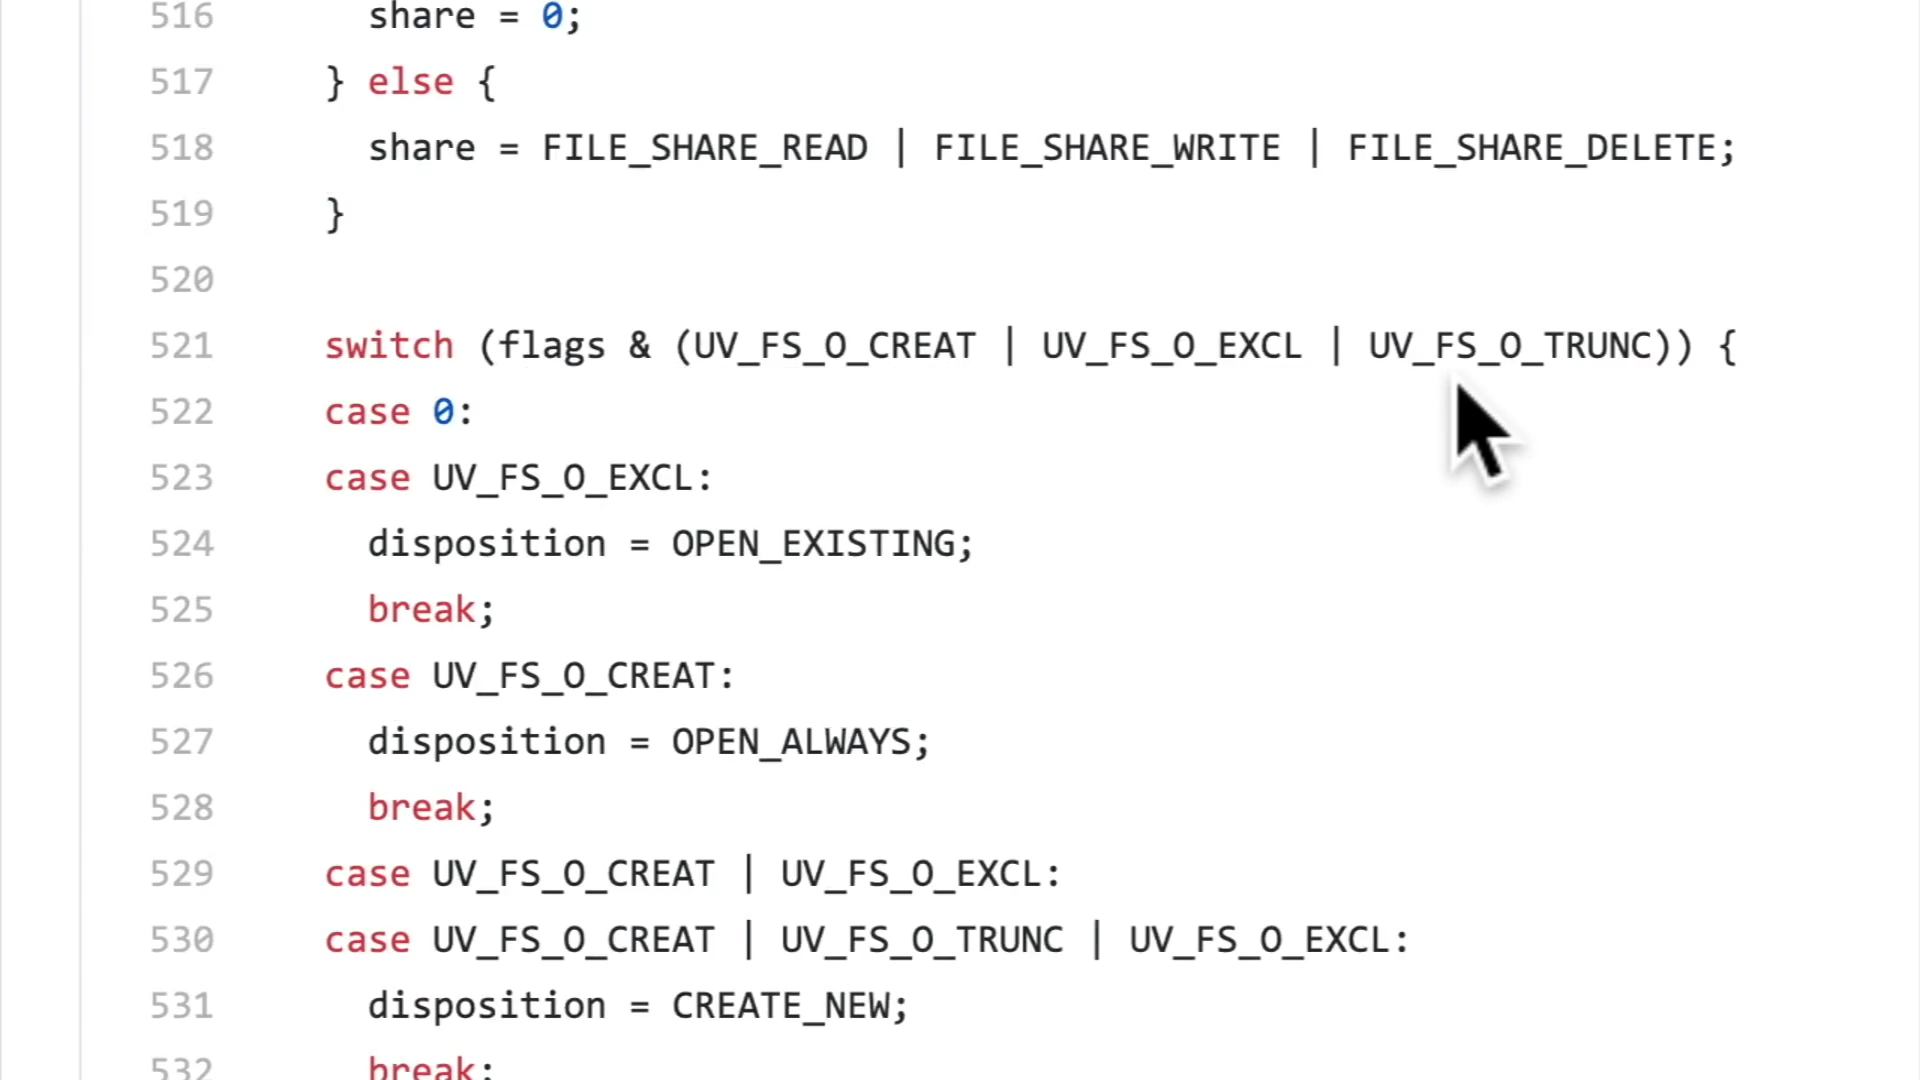 516 share = 0;
517 } else {
518 share = FILE_SHARE_READ | FILE_SHARE_WRITE | FILE_SHARE_DELETE;
519 }
520
521 switch (flags & (UV_FS_O_CREAT | UV_FS_O_EXCL | UV_FS_O_TRUNC)) {
522 case 0:
523 case UV_FS_O_EXCL:
524 disposition = OPEN_EXISTING;
525 break;
526 case UV_FS_O_CREAT:
527 disposition = OPEN_ALWAYS;
528 break;
529 case UV_FS_O_CREAT | UV_FS_O_EXCL:
530 case UV_FS_O_CREAT | UV_FS_O_TRUNC | UV_FS_O_EXCL:
531 disposition = CREATE_NEW;
532 break;